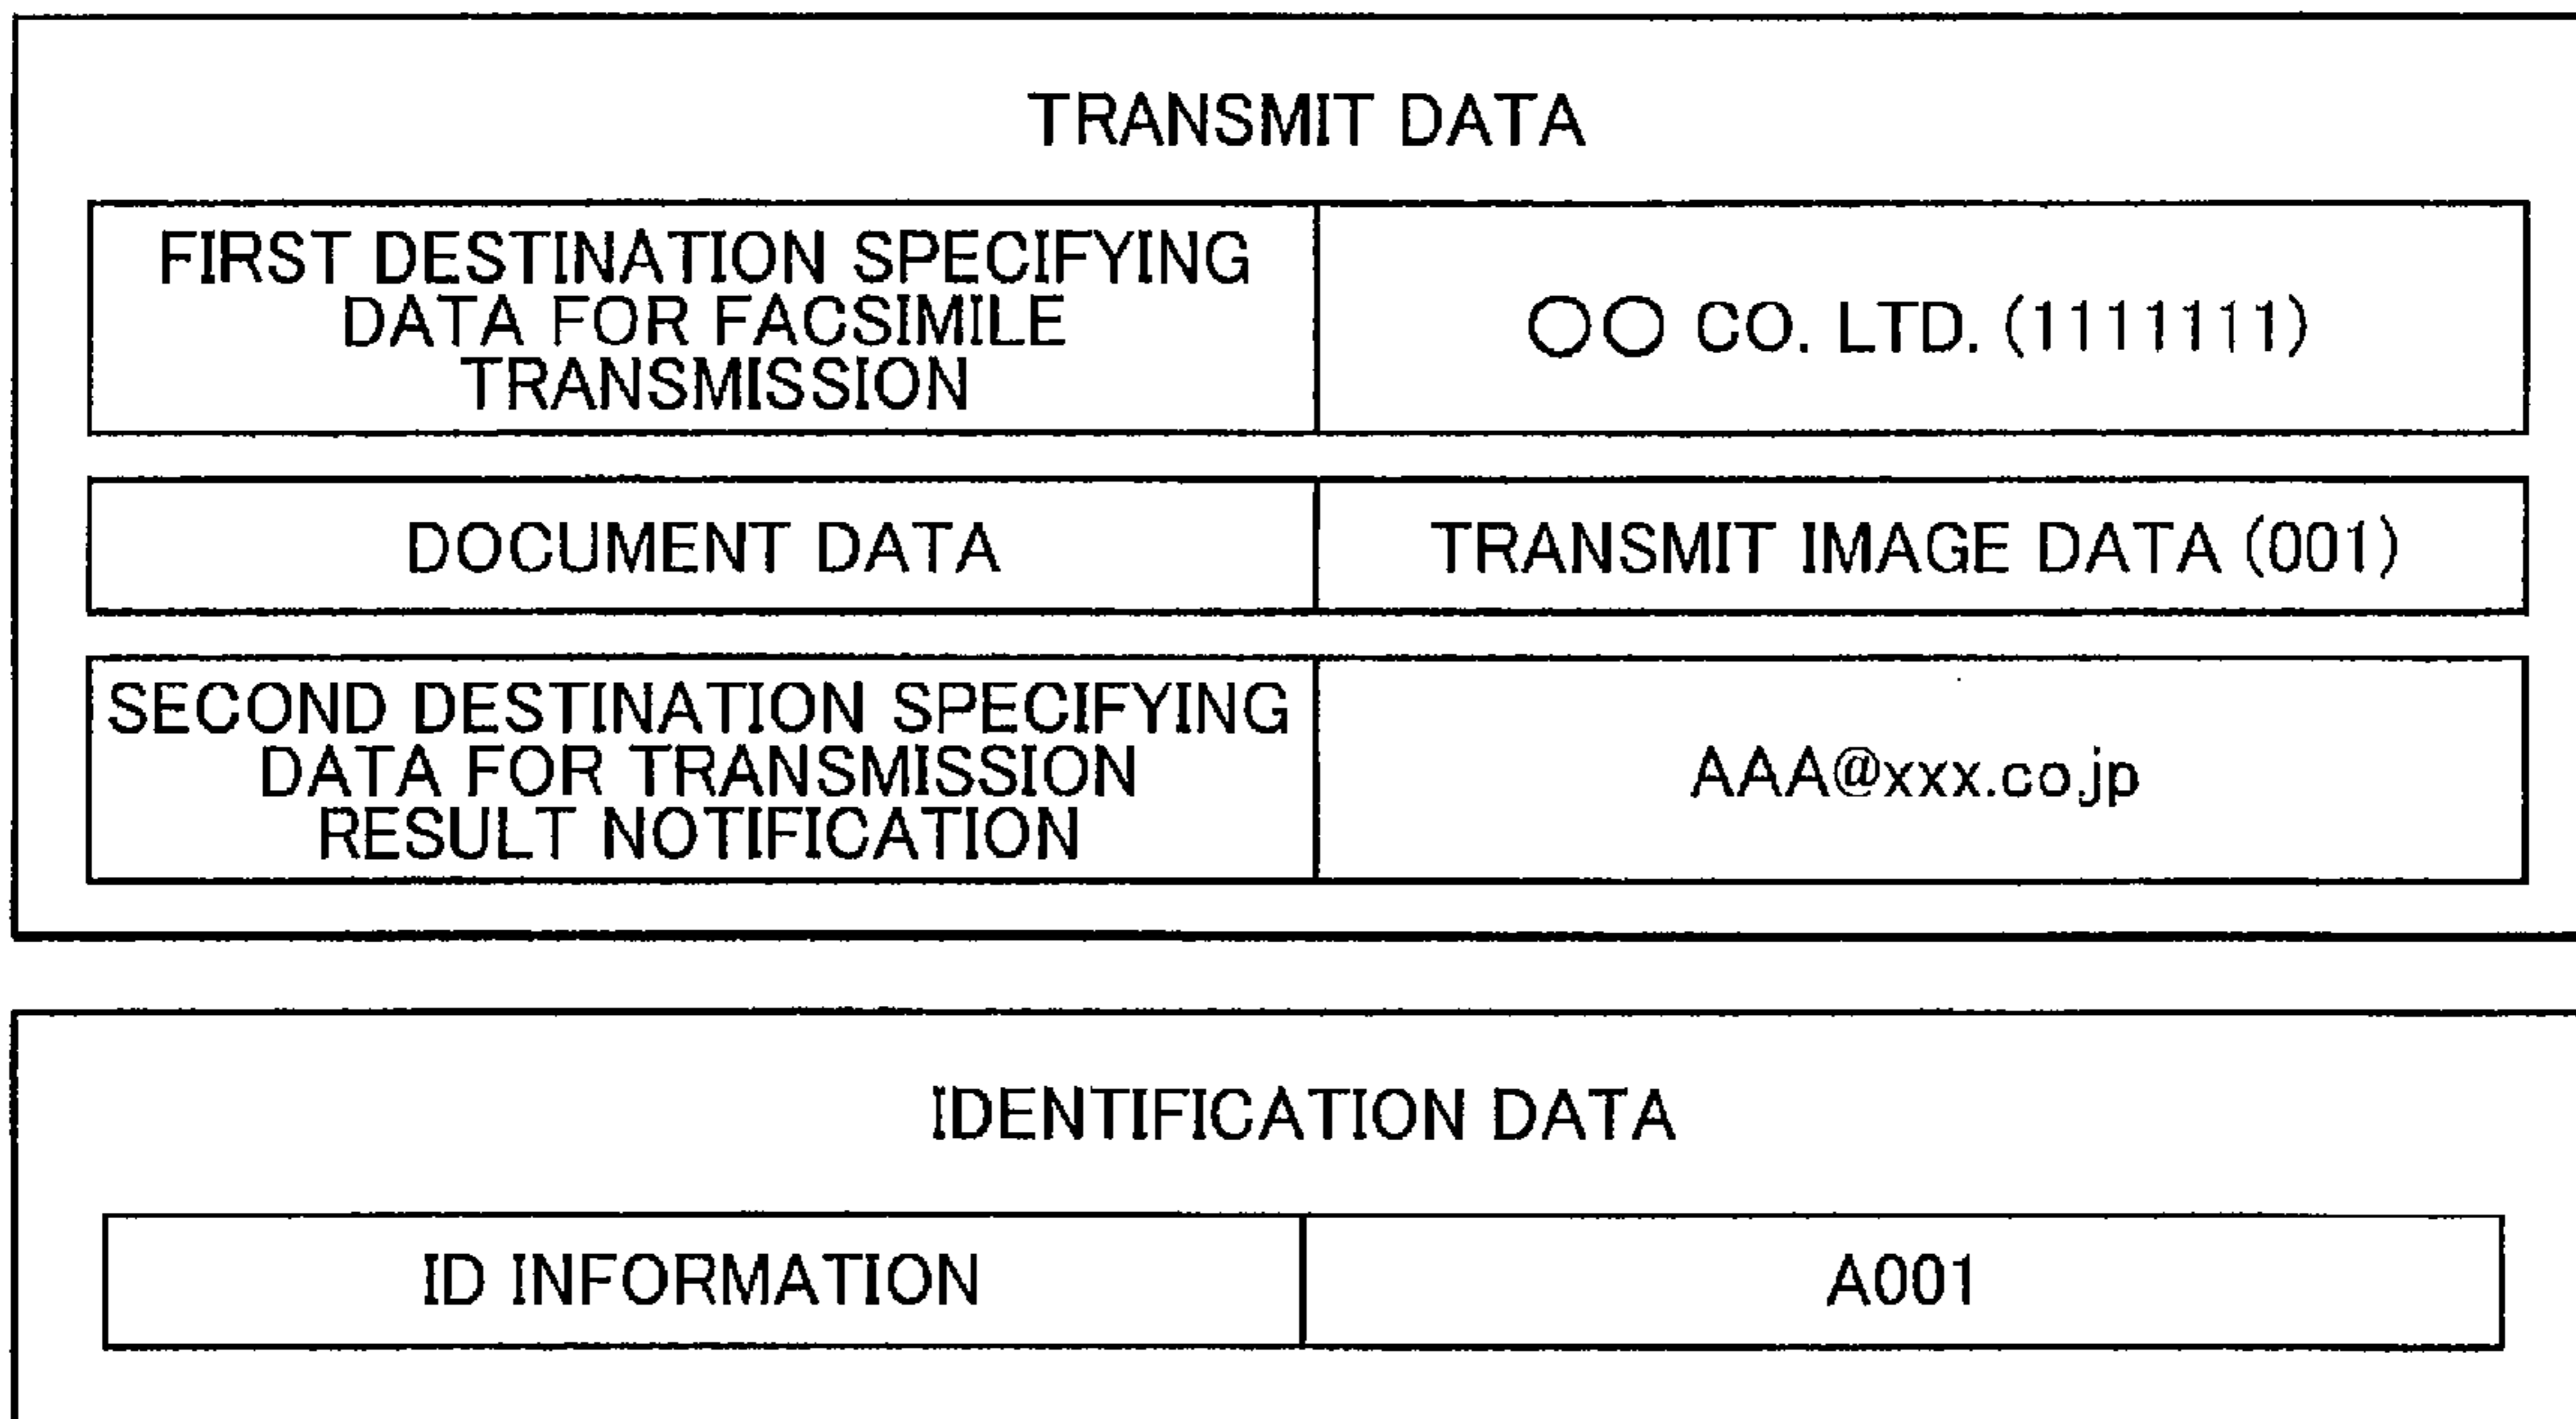 TRANSMIT DATA
FIRST DESTINATION SPECIFYING
DATA FOR FACSIMILE
TRANSMISSION
○○ CO. LTD. (1111111)
DOCUMENT DATA
TRANSMIT IMAGE DATA (001)
SECOND DESTINATION SPECIFYING
DATA FOR TRANSMISSION
RESULT NOTIFICATION
AAA@xxx.co.jp
IDENTIFICATION DATA
ID INFORMATION
A001